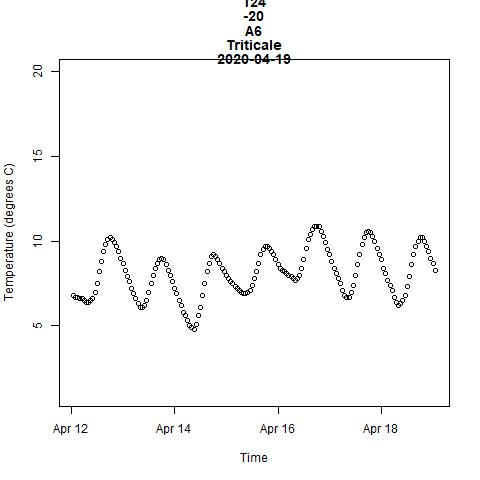 124
-20
A6
Triticale
2020-04-19
Temperature (degrees C)
20
15
10
5
Apr 12
Apr 14
Apr 16
Apr 18
Time